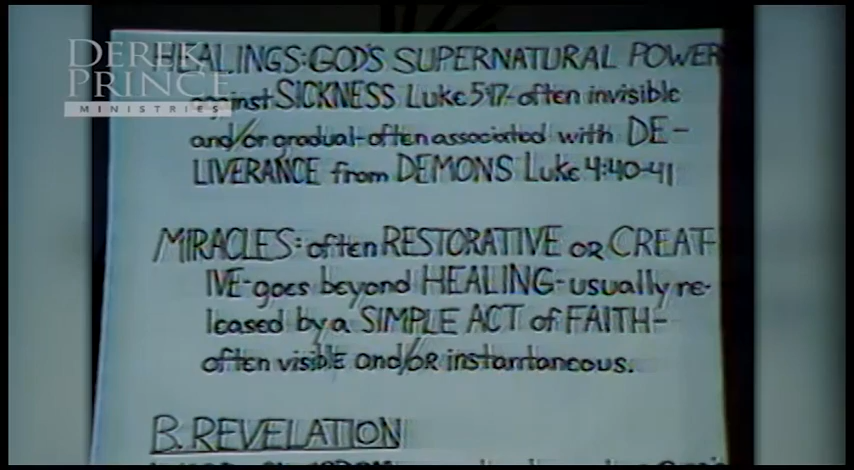 DEREK PRINCE
MINISTRIES
HEALINGS: GOD'S SUPERNATURAL POWER
against SICKNESS Luke 5:17-often invisible
and/or gradual-often associated with DE-
LIVERANCE from DEMONS Luke 4:40-41
MIRACLES: often RESTORATIVE OR CREAT-
IVE-goes beyond HEALING-usually re-
leased by a SIMPLE ACT of FAITH-
often visible and/or instantaneous.
B. REVELATION